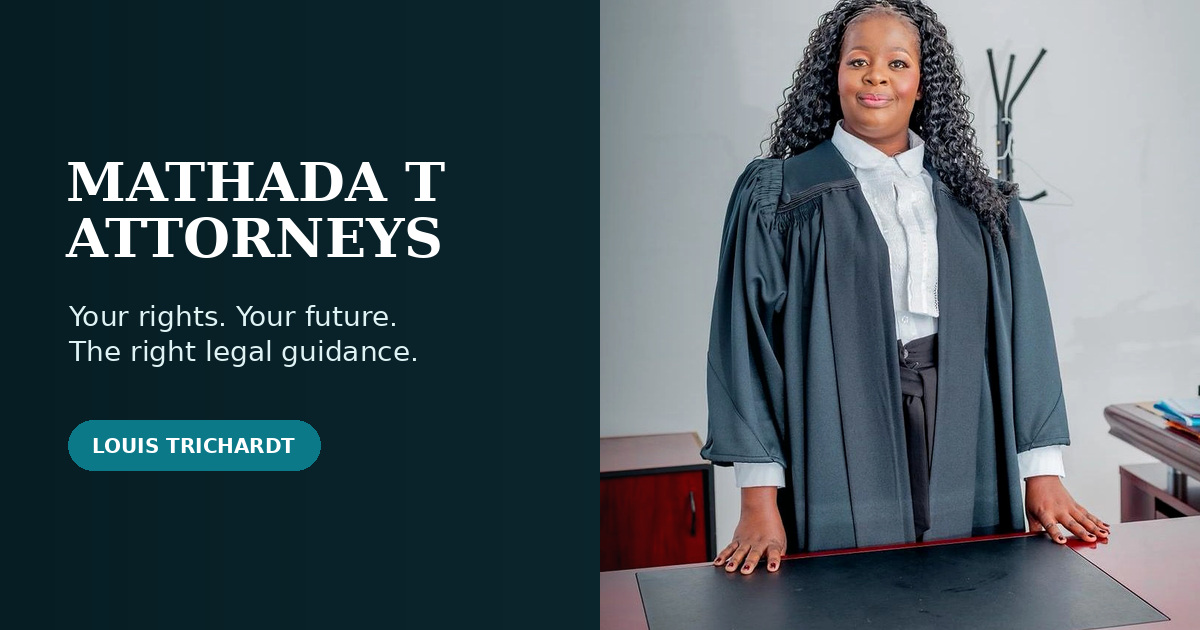 MATHADA T
ATTORNEYS
Your rights. Your future.
The right legal guidance.
LOUIS TRICHARDT